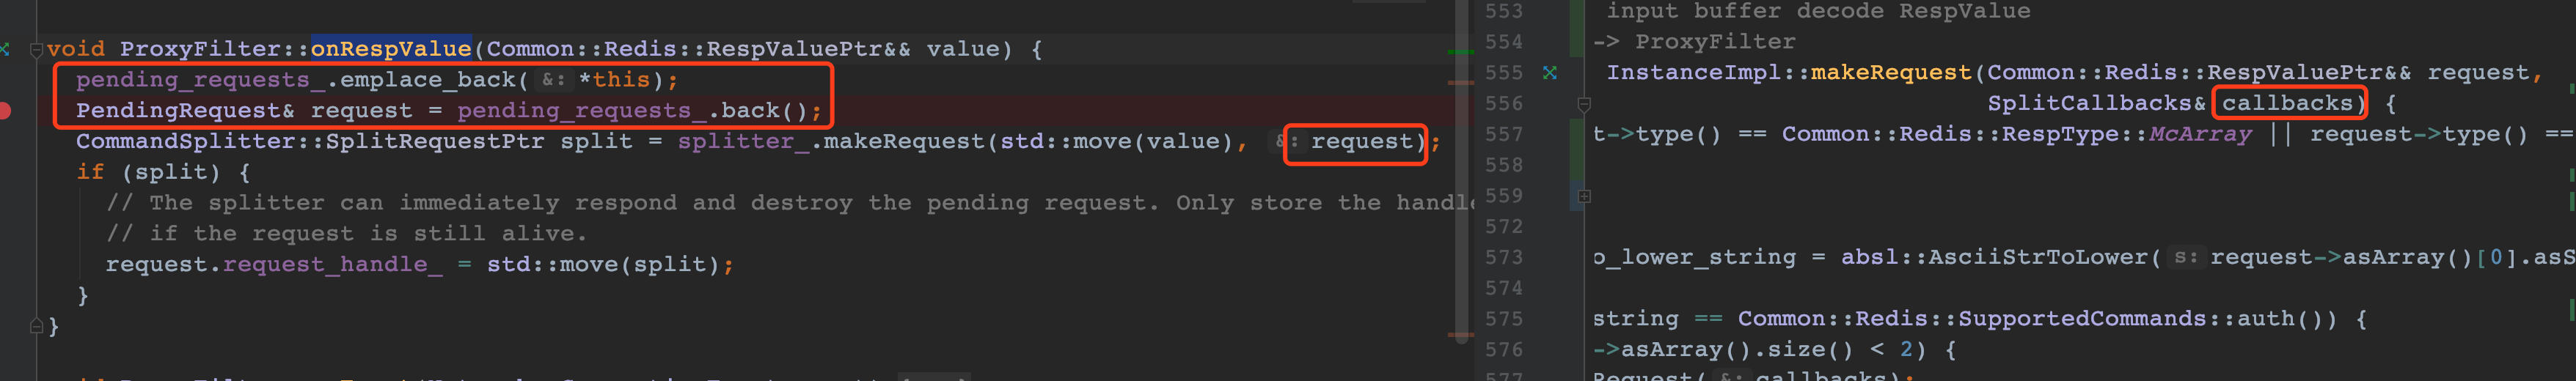 void ProxyFilter::onRespValue(Common::Redis::RespValuePtr&& value) {
pending_requests_.emplace_back( &: *this);
PendingRequest& request = pending_requests_.back();
CommandSplitter::SplitRequestPtr split = splitter_.makeRequest(std::move(value), &: request);
if (split) {
// The splitter can immediately respond and destroy the pending request. Only store the handle
// if the request is still alive.
request.request_handle_ = std::move(split);
}
}
553 input buffer decode RespValue
554 -> ProxyFilter
555 InstanceImpl::makeRequest(Common::Redis::RespValuePtr&& request,
556 SplitCallbacks& callbacks) {
557 t->type() == Common::Redis::RespType::McArray || request->type() ==
558
559
572
573 o_lower_string = absl::AsciiStrToLower( s: request->asArray()[0].asS
574
575 string == Common::Redis::SupportedCommands::auth()) {
576 ->asArray().size() < 2) {
577 Request( &: callbacks);